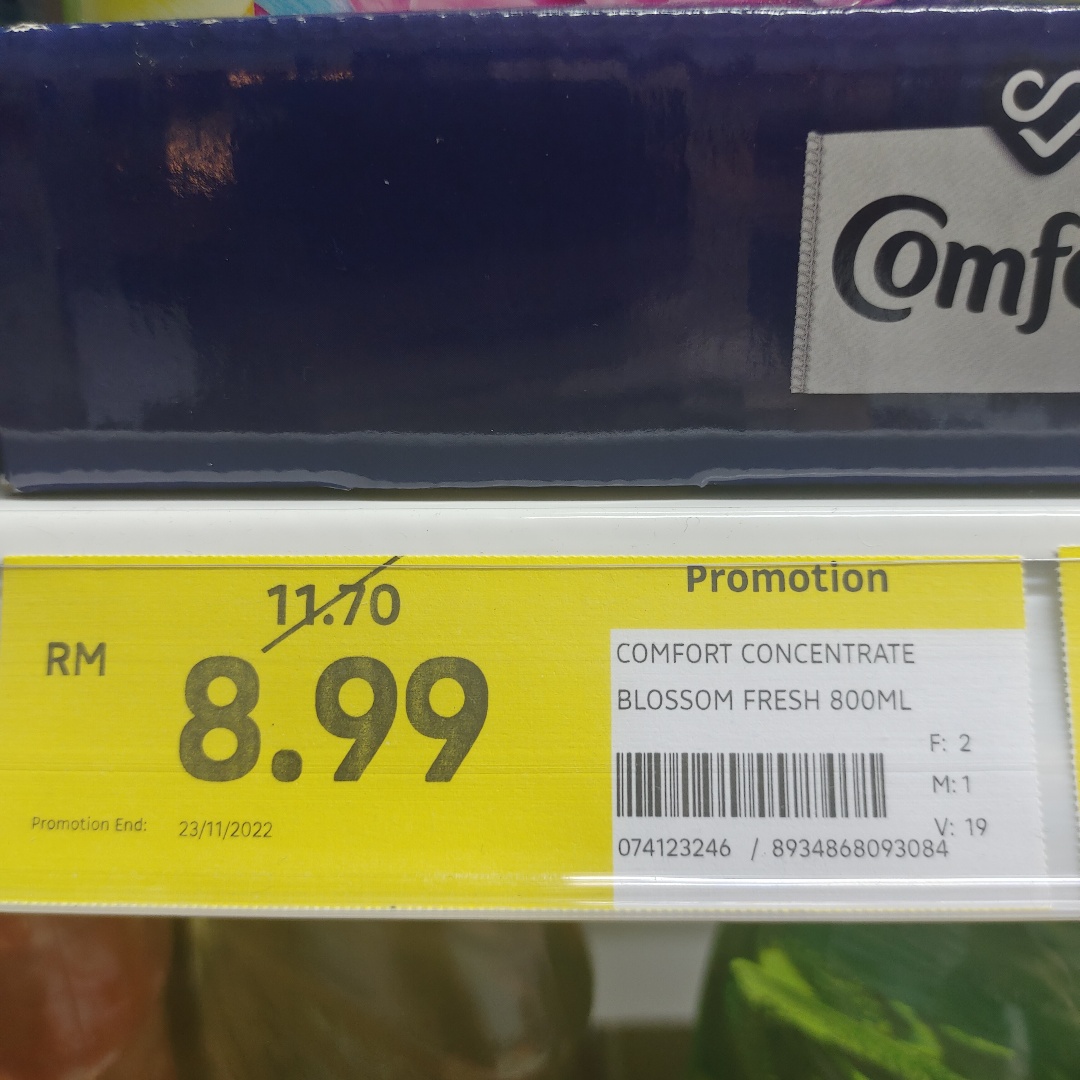 Comfo
11.70
Promotion
RM
8.99
COMFORT CONCENTRATE
BLOSSOM FRESH 800ML
F: 2
M: 1
V: 19
074123246 / 8934868093084
Promotion End: 23/11/2022